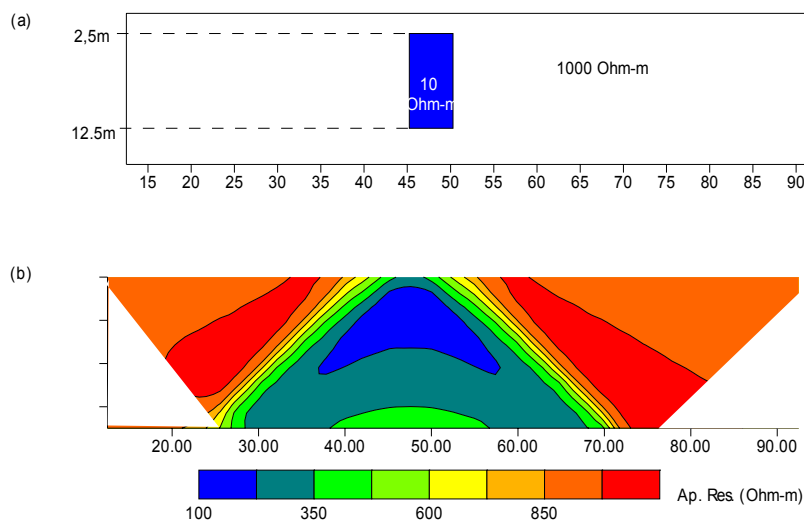 (a)
2,5m
10
Ohm-m
1000 Ohm-m
12.5m
15 20 25 30 35 40 45 50 55 60 65 70 75 80 85 90
(b)
20.00 30.00 40.00 50.00 60.00 70.00 80.00 90.00
100 350 600 850
Ap. Res. (Ohm-m)